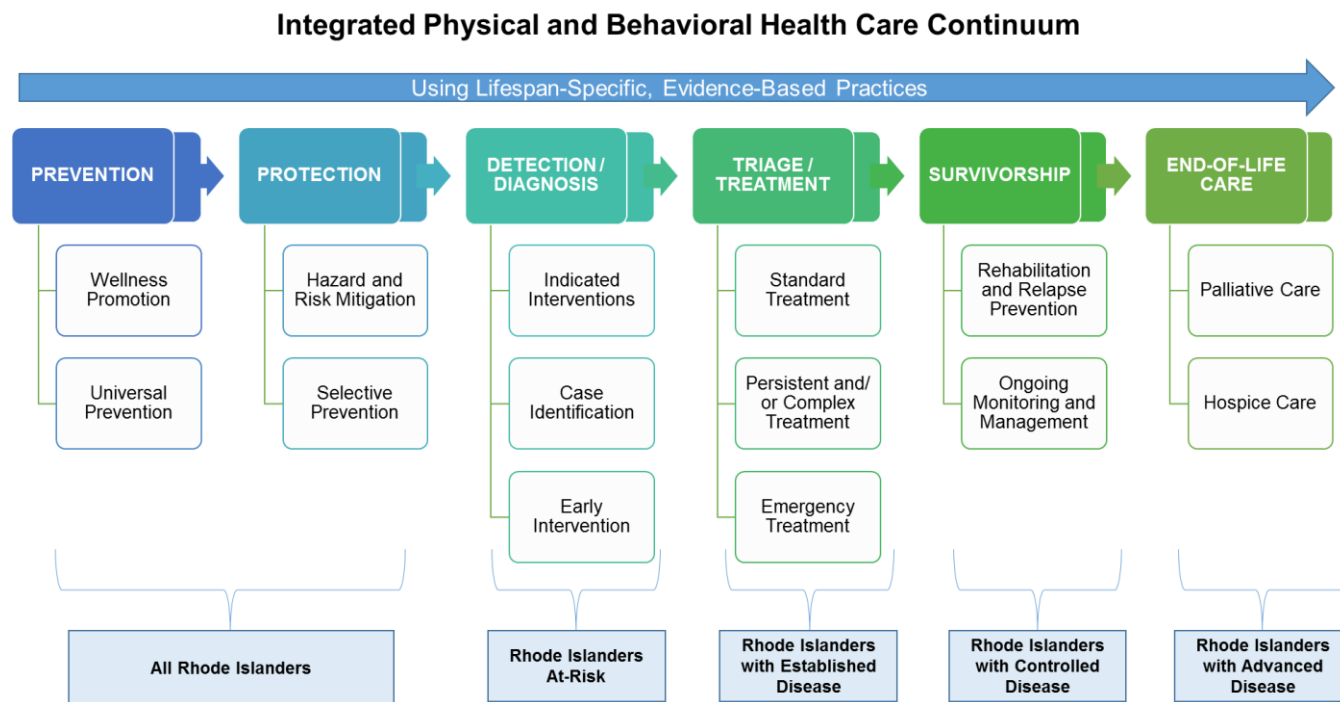 Integrated Physical and Behavioral Health Care Continuum
Using Lifespan-Specific, Evidence-Based Practices
PREVENTION
Wellness
Promotion
Universal
Prevention
PROTECTION
Hazard and
Risk Mitigation
Selective
Prevention
DETECTION /
DIAGNOSIS
Indicated
Interventions
Case
Identification
Early
Intervention
TRIAGE /
TREATMENT
Standard
Treatment
Persistent and/
or Complex
Treatment
Emergency
Treatment
SURVIVORSHIP
Rehabilitation
and Relapse
Prevention
Ongoing
Monitoring and
Management
END-OF-LIFE
CARE
Palliative Care
Hospice Care
All Rhode Islanders
Rhode Islanders
At-Risk
Rhode Islanders
with Established
Disease
Rhode Islanders
with Controlled
Disease
Rhode Islanders
with Advanced
Disease